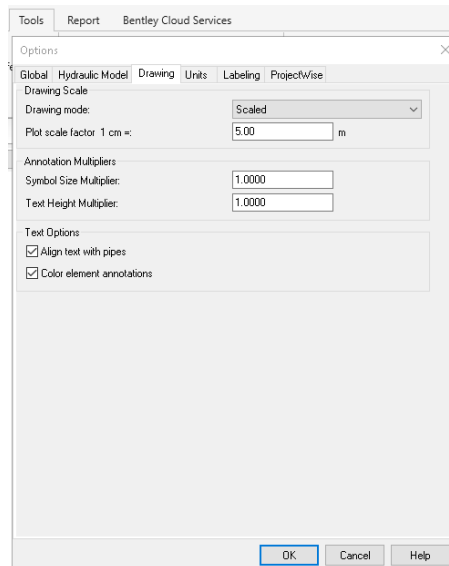 Tools Report Bentley Cloud Services
Options
Global Hydraulic Model Drawing Units Labeling ProjectWise
Drawing Scale
Drawing mode: Scaled
Plot scale factor 1 cm =: 5.00 m
Annotation Multipliers
Symbol Size Multiplier: 1.0000
Text Height Multiplier: 1.0000
Text Options
Align text with pipes
Color element annotations
OK Cancel Help